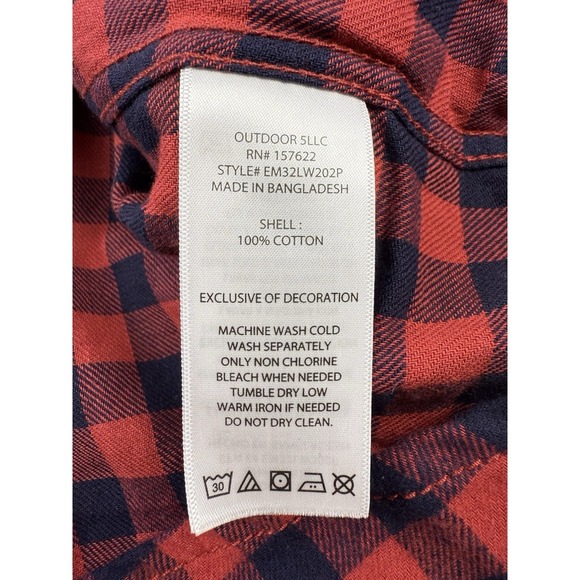 OUTDOOR 5LLC
RN# 157622
STYLE# EM32LW202P
MADE IN BANGLADESH
SHELL :
100% COTTON
EXCLUSIVE OF DECORATION
MACHINE WASH COLD
WASH SEPARATELY
ONLY NON CHLORINE
BLEACH WHEN NEEDED
TUMBLE DRY LOW
WARM IRON IF NEEDED
DO NOT DRY CLEAN.
30